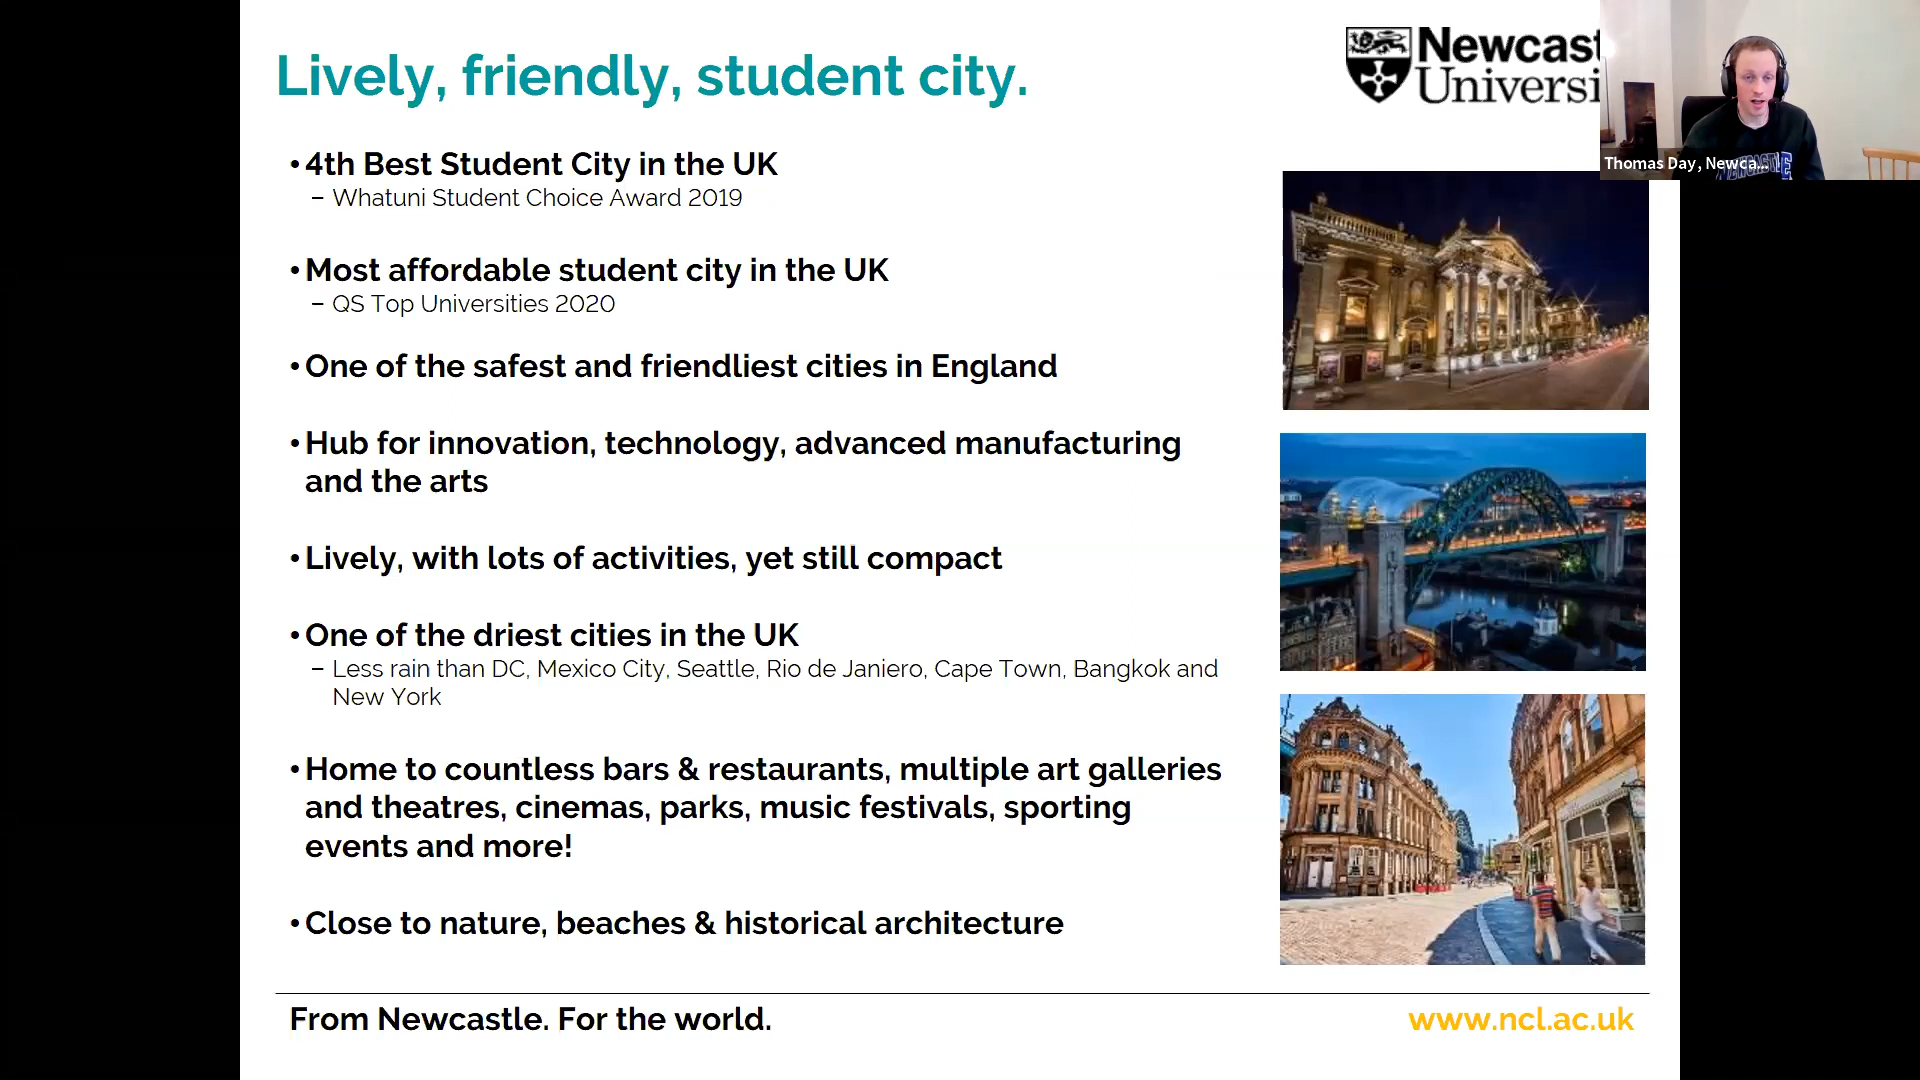 Lively, friendly, student city.
Newcast
Universi
Thomas Day, Newca...
NEWCASTLE
• 4th Best Student City in the UK
– Whatuni Student Choice Award 2019
• Most affordable student city in the UK
– QS Top Universities 2020
• One of the safest and friendliest cities in England
• Hub for innovation, technology, advanced manufacturing
and the arts
• Lively, with lots of activities, yet still compact
• One of the driest cities in the UK
– Less rain than DC, Mexico City, Seattle, Rio de Janiero, Cape Town, Bangkok and
New York
• Home to countless bars & restaurants, multiple art galleries
and theatres, cinemas, parks, music festivals, sporting
events and more!
• Close to nature, beaches & historical architecture
From Newcastle. For the world.
www.ncl.ac.uk